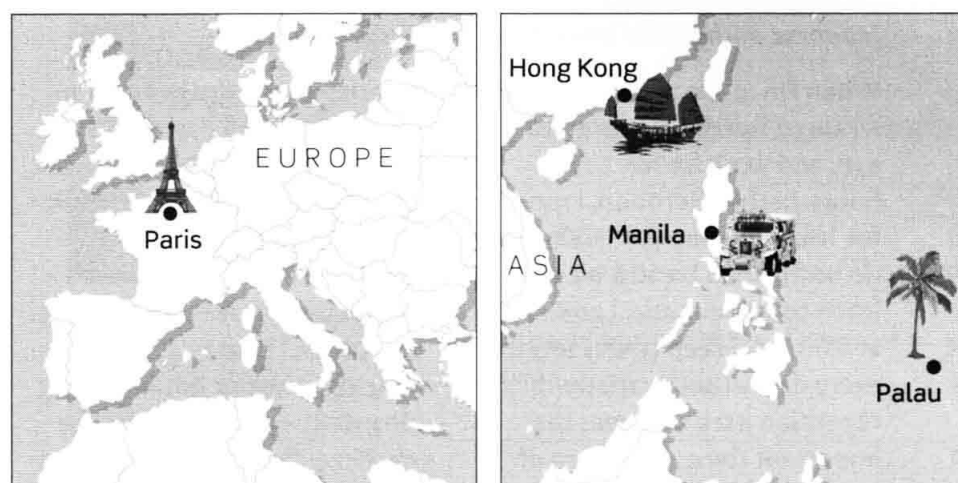 EUROPE
Paris
Hong Kong
Manila
ASIA
Palau